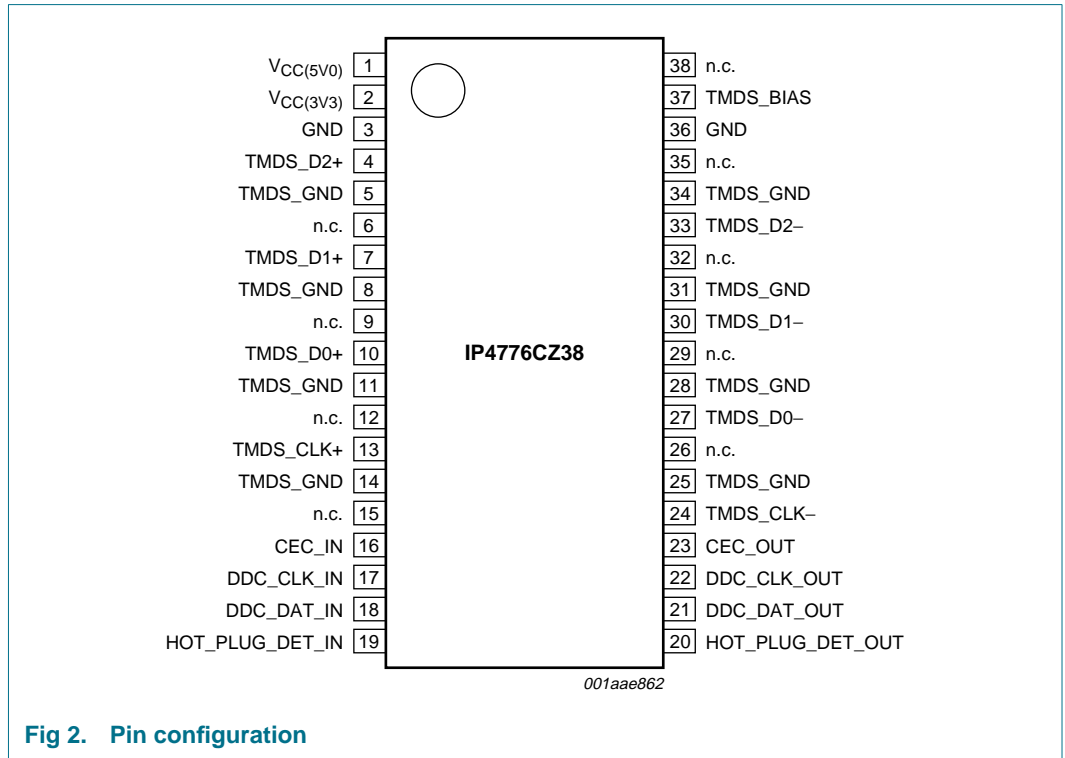 VCC(5V0) 1 38 n.c.
VCC(3V3) 2 37 TMDS_BIAS
GND 3 36 GND
TMDS_D2+ 4 35 n.c.
TMDS_GND 5 34 TMDS_GND
n.c. 6 33 TMDS_D2−
TMDS_D1+ 7 32 n.c.
TMDS_GND 8 31 TMDS_GND
n.c. 9 30 TMDS_D1−
TMDS_D0+ 10 IP4776CZ38 29 n.c.
TMDS_GND 11 28 TMDS_GND
n.c. 12 27 TMDS_D0−
TMDS_CLK+ 13 26 n.c.
TMDS_GND 14 25 TMDS_GND
n.c. 15 24 TMDS_CLK−
CEC_IN 16 23 CEC_OUT
DDC_CLK_IN 17 22 DDC_CLK_OUT
DDC_DAT_IN 18 21 DDC_DAT_OUT
HOT_PLUG_DET_IN 19 20 HOT_PLUG_DET_OUT
001aae862
Fig 2. Pin configuration